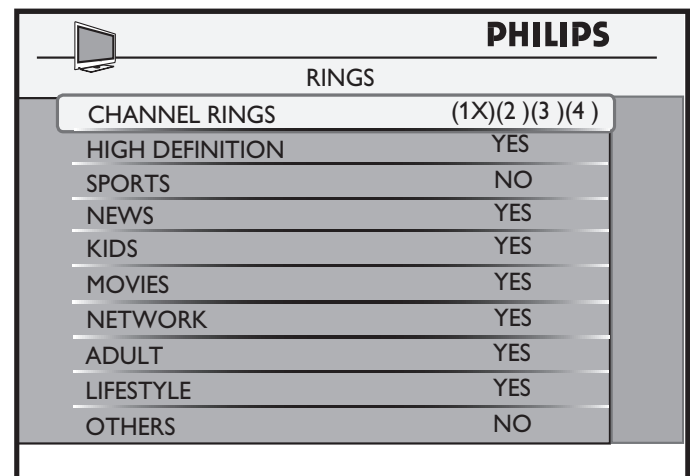 PHILIPS
RINGS
CHANNEL RINGS (1X)(2 )(3 )(4 )
HIGH DEFINITION YES
SPORTS NO
NEWS YES
KIDS YES
MOVIES YES
NETWORK YES
ADULT YES
LIFESTYLE YES
OTHERS NO